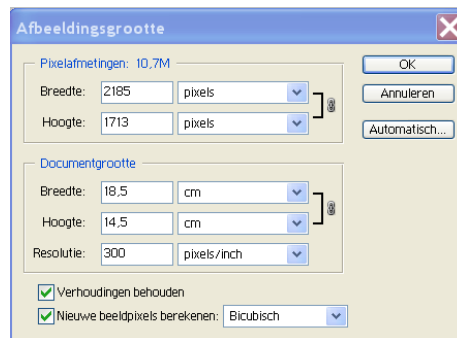 Afbeeldingsgrootte
Pixelafmetingen: 10,7M
OK
Breedte: 2185 pixels
Annuleren
Hoogte: 1713 pixels
Automatisch...
Documentgrootte
Breedte: 18,5 cm
Hoogte: 14,5 cm
Resolutie: 300 pixels/inch
Verhoudingen behouden
Nieuwe beeldpixels berekenen: Bicubisch